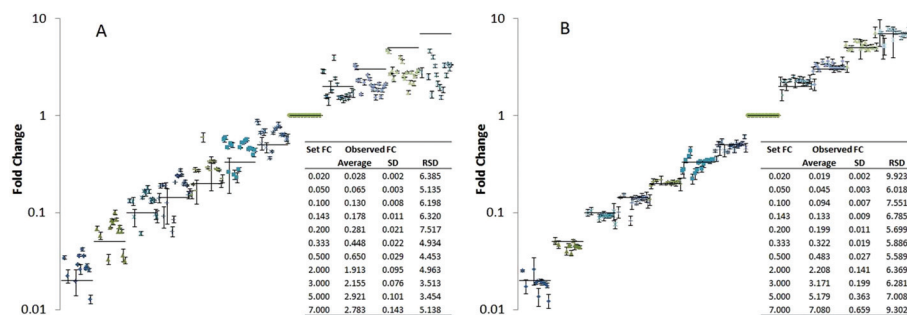 A
B
10
1
0.1
0.01
Fold Change
Set FC Observed FC
Average SD RSD
0.020 0.028 0.002 6.385
0.050 0.065 0.003 5.135
0.100 0.130 0.008 6.198
0.143 0.178 0.011 6.320
0.200 0.281 0.021 7.517
0.333 0.448 0.022 4.934
0.500 0.650 0.029 4.453
2.000 1.913 0.095 4.963
3.000 2.155 0.076 3.513
5.000 2.921 0.101 3.454
7.000 2.783 0.143 5.138
10
1
0.1
0.01
Fold Change
Set FC Observed FC
Average SD RSD
0.020 0.019 0.002 9.923
0.050 0.045 0.003 6.018
0.100 0.094 0.007 7.551
0.143 0.133 0.009 6.785
0.200 0.199 0.011 5.699
0.333 0.322 0.019 5.886
0.500 0.483 0.027 5.589
2.000 2.208 0.141 6.369
3.000 3.171 0.199 6.281
5.000 5.179 0.363 7.008
7.000 7.080 0.659 9.302